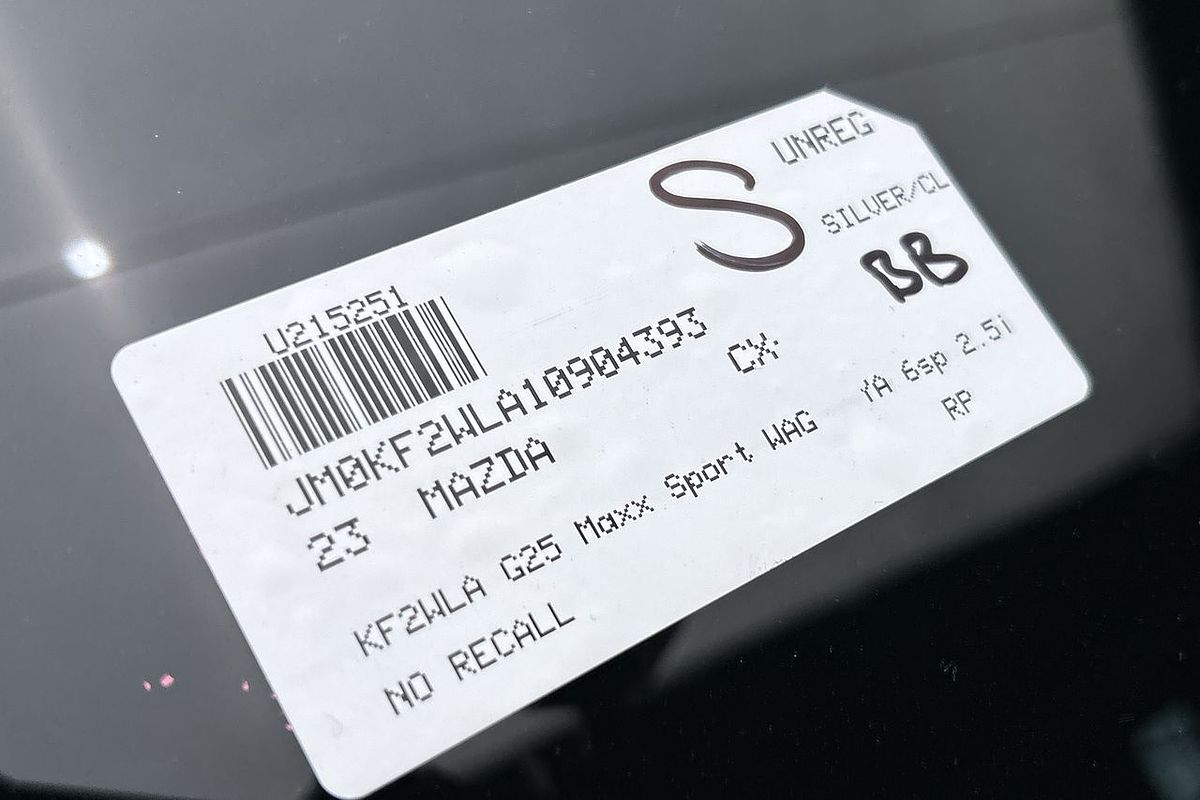 UNREG
S
SILVER/CL
BB
U215251
JM0KF2WLA10904393
23 MAZDA CX-
KF2WLA G25 Maxx Sport WAG YA 6sp 2.5i
NO RECALL RP